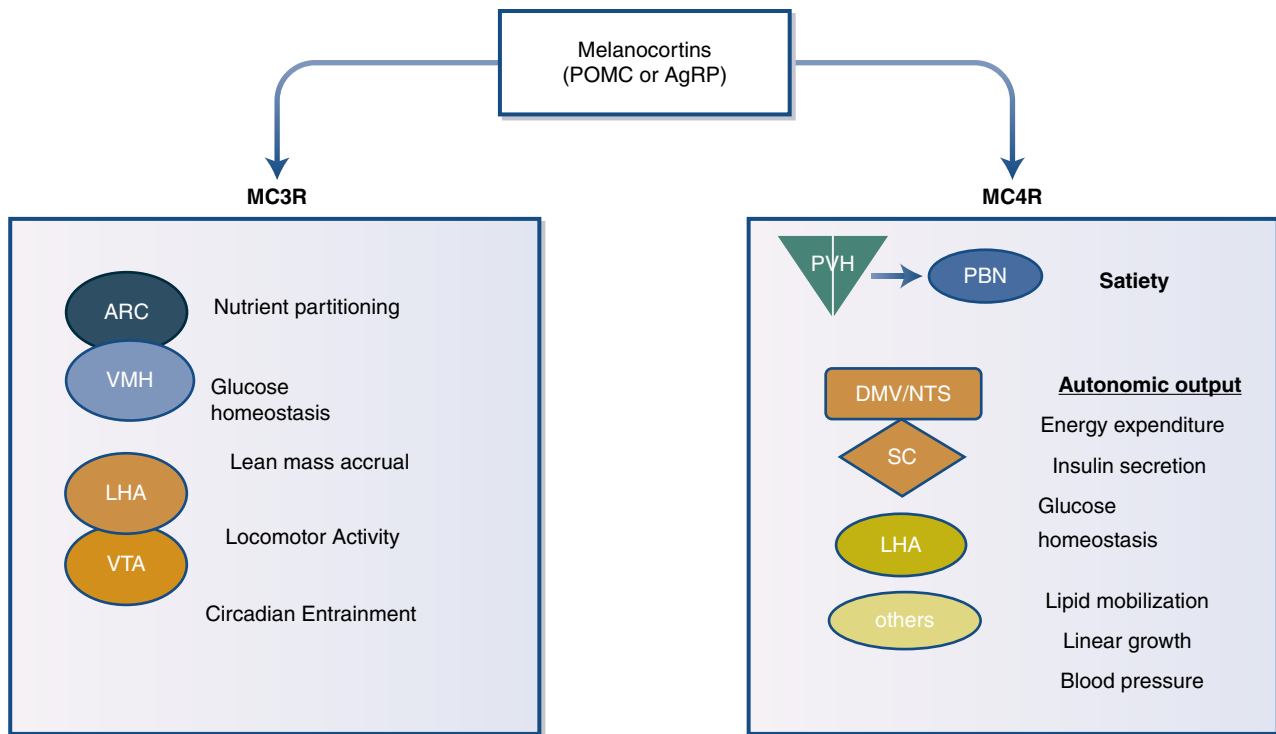 Melanocortins
(POMC or AgRP)
MC3R
ARC
Nutrient partitioning
VMH
Glucose
homeostasis
Lean mass accrual
LHA
Locomotor Activity
VTA
Circadian Entrainment
MC4R
PVH
PBN
Satiety
DMV/NTS
Autonomic output
Energy expenditure
SC
Insulin secretion
Glucose
homeostasis
LHA
Lipid mobilization
others
Linear growth
Blood pressure